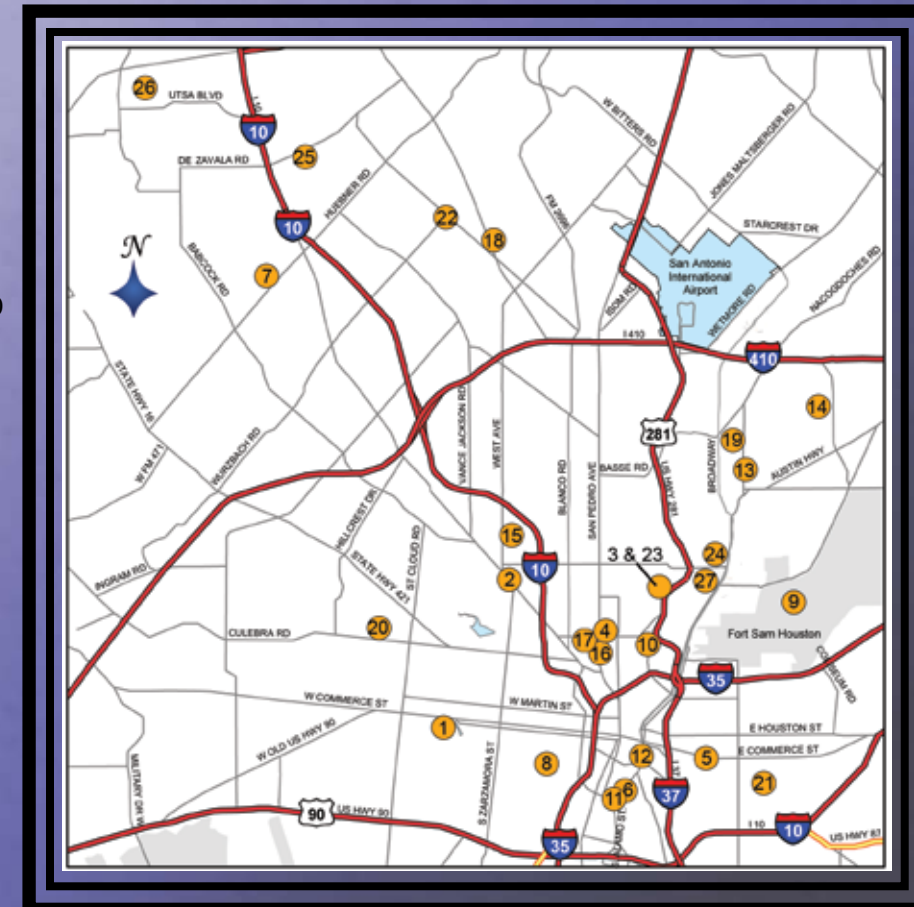 26
UTSA BLVD
I 10
10
25
DE ZAVALA RD
HUEBNER RD
W BITTERS RD
JONES MALTSBERGER RD
22
18
FM 2696
STARCREST DR
10
N
BABCOCK RD
7
San Antonio
International
Airport
ISOM RD
WETMORE RD
NACOGDOCHES RD
I 410
410
STATE HWY 16
W FM 471
WURZBACH RD
VANCE JACKSON RD
WEST AVE
BLANCO RD
SAN PEDRO AVE
BASSE RD
281
US HWY 281
BROADWAY
19
14
13
AUSTIN HWY
HILLCREST DR
ST CLOUD RD
STATE HWY 421
INGRAM RD
15
2
10
3 & 23
24
27
9
Fort Sam Houston
CULEBRA RD
20
17
4
16
10
35
COLISEUM RD
W COMMERCE ST
W MARTIN ST
W OLD US HWY 90
1
E HOUSTON ST
E COMMERCE ST
8
12
5
21
MILITARY DR W
S ZARZAMORA ST
11
6
I 37
37
90
US HWY 90
35
I 10
10
US HWY 87